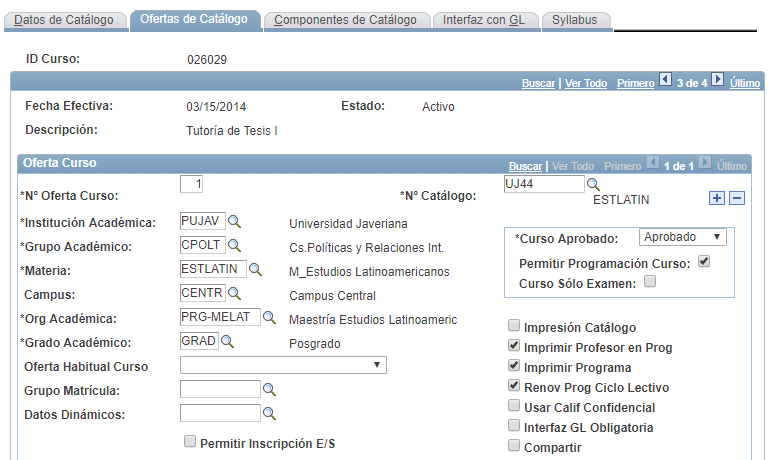 Datos de Catálogo Ofertas de Catálogo Componentes de Catálogo Interfaz con GL Syllabus
ID Curso: 026029
Buscar | Ver Todo Primero 3 de 4 Último
Fecha Efectiva: 03/15/2014 Estado: Activo
Descripción: Tutoría de Tesis I
Oferta Curso Buscar | Ver Todo Primero 1 de 1 Último
*Nº Oferta Curso: 1 *Nº Catálogo: UJ44
ESTLATIN
*Institución Académica: PUJAV Universidad Javeriana
*Grupo Académico: CPOLT Cs.Políticas y Relaciones Int.
*Materia: ESTLATIN M_Estudios Latinoamericanos
Campus: CENTR Campus Central
*Org Académica: PRG-MELAT Maestría Estudios Latinoameric
*Grado Académico: GRAD Posgrado
Oferta Habitual Curso
Grupo Matrícula:
Datos Dinámicos:
Permitir Inscripción E/S
*Curso Aprobado: Aprobado
Permitir Programación Curso:
Curso Sólo Examen:
Impresión Catálogo
Imprimir Profesor en Prog
Imprimir Programa
Renov Prog Ciclo Lectivo
Usar Calif Confidencial
Interfaz GL Obligatoria
Compartir